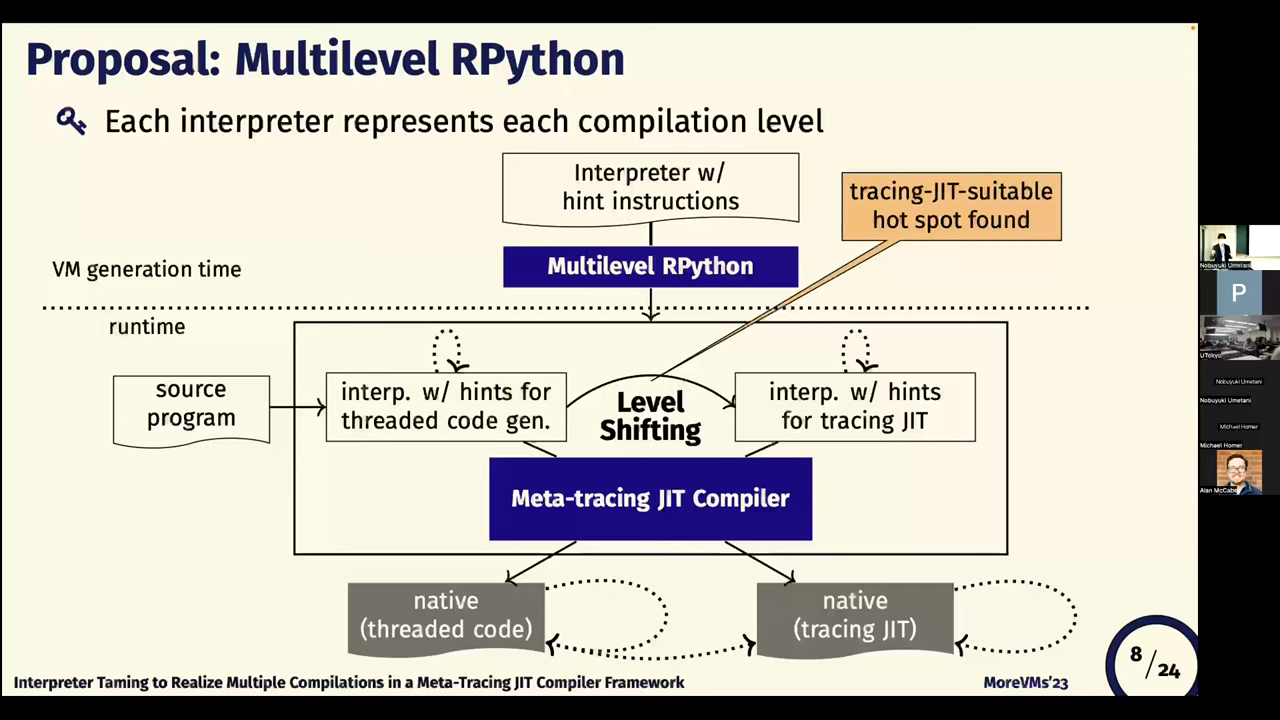 Proposal: Multilevel RPython
Each interpreter represents each compilation level
Interpreter w/
hint instructions
tracing-JIT-suitable
hot spot found
Multilevel RPython
VM generation time
runtime
source
program
interp. w/ hints for
threaded code gen.
Level
Shifting
interp. w/ hints
for tracing JIT
Meta-tracing JIT Compiler
native
(threaded code)
native
(tracing JIT)
Interpreter Taming to Realize Multiple Compilations in a Meta-Tracing JIT Compiler Framework
MoreVMs'23
8/24
Nobuyuki Umetani
P
UTokyo
Nobuyuki Umetani
Nobuyuki Umetani
Michael Homer
Michael Homer
Alan McCabe